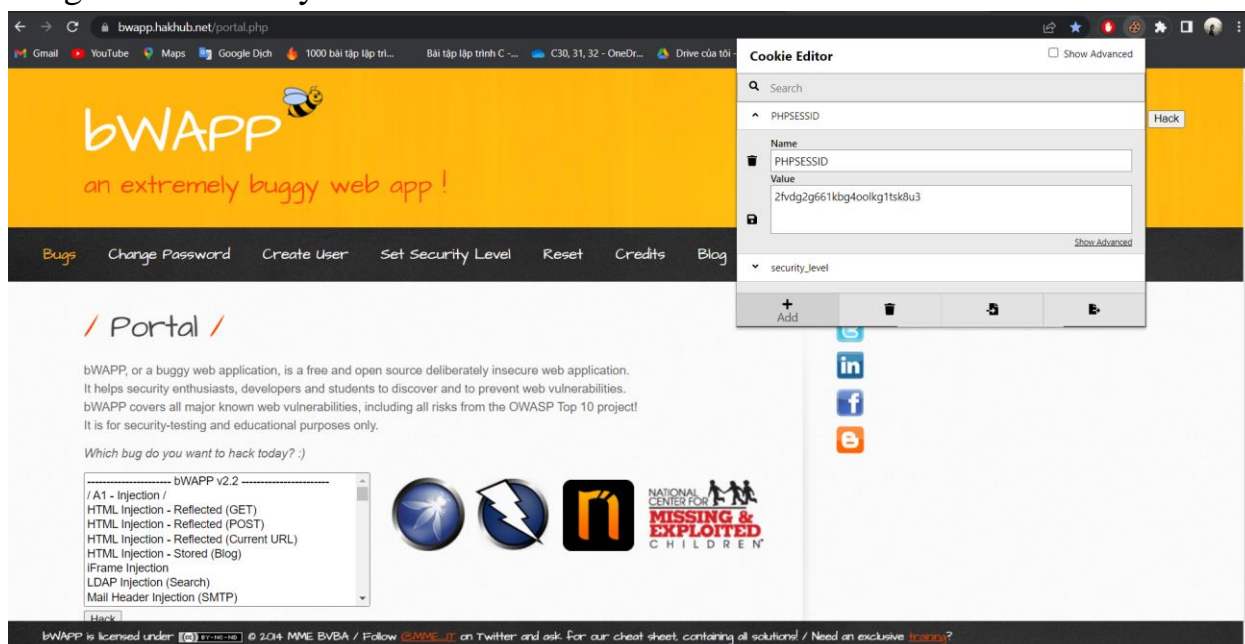 bwapp.hakhub.net/portal.php
Gmail YouTube Maps Google Dịch 1000 bài tập lập trì... Bài tập lập trình C -... C30, 31, 32 - OneDr... Drive của tôi -
Cookie Editor
Show Advanced
Search
PHPSESSID
Name
PHPSESSID
Value
2fvdg2g661kbg4oolkg1tsk8u3
Show Advanced
security_level
Add
Hack
bWAPP
an extremely buggy web app !
Bugs Change Password Create User Set Security Level Reset Credits Blog
/ Portal /
bWAPP, or a buggy web application, is a free and open source deliberately insecure web application.
It helps security enthusiasts, developers and students to discover and to prevent web vulnerabilities.
bWAPP covers all major known web vulnerabilities, including all risks from the OWASP Top 10 project!
It is for security-testing and educational purposes only.
Which bug do you want to hack today? :)
---------------------- bWAPP v2.2 -----------------------
/ A1 - Injection /
HTML Injection - Reflected (GET)
HTML Injection - Reflected (POST)
HTML Injection - Reflected (Current URL)
HTML Injection - Stored (Blog)
iFrame Injection
LDAP Injection (Search)
Mail Header Injection (SMTP)
Hack
NATIONAL
CENTER FOR
MISSING &
EXPLOITED
CHILDREN
bWAPP is licensed under (cc) BY-NC-ND © 2014 MME BVBA / Follow @MME_IT on Twitter and ask for our cheat sheet, containing all solutions! / Need an exclusive training?